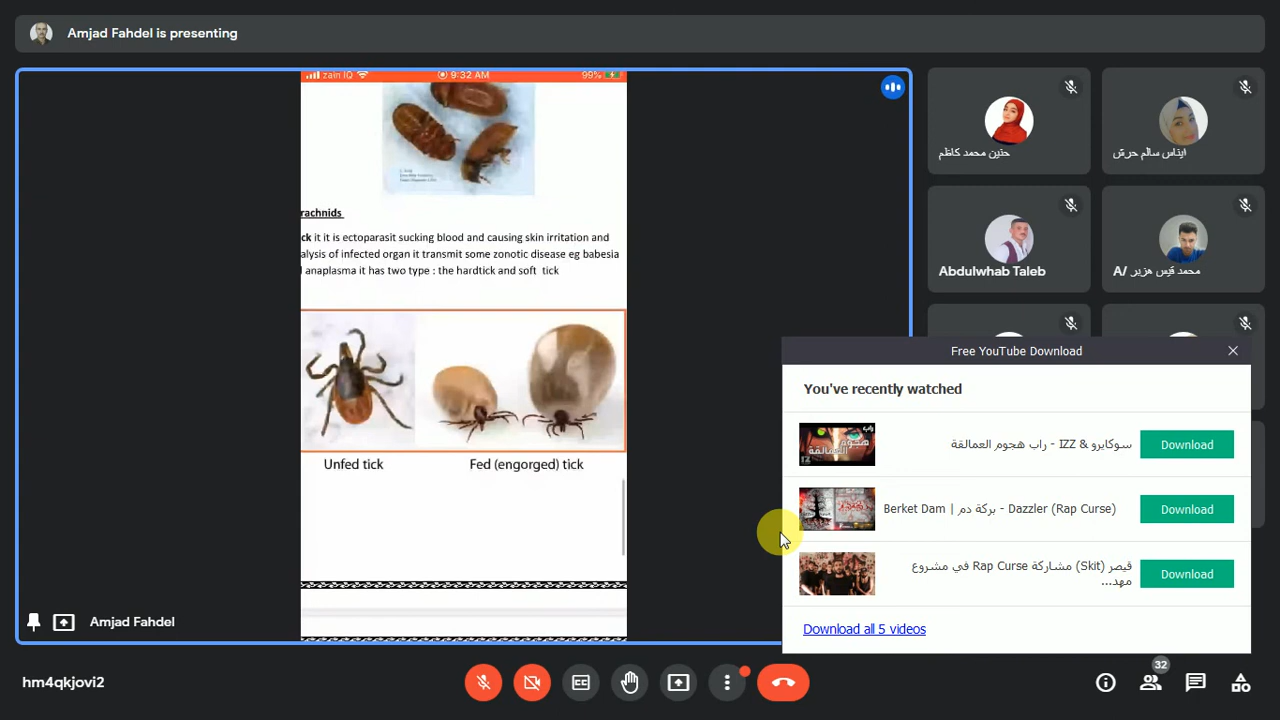 Amjad Fahdel is presenting
zain IQ
9:32 AM
99%
rachnids
ck it it is ectoparasit sucking blood and causing skin irritation and
alysis of infected organ it transmit some zonotic disease eg babesia
l anaplasma it has two type : the hardtick and soft tick
Unfed tick
Fed (engorged) tick
Amjad Fahdel
حنين محمد كاظم
ايناس سالم حرش
Abdulwhab Taleb
A/ محمد قيس هزبر
Free YouTube Download
You've recently watched
سوكايرو & IZZ - راب هجوم العمالقة
Download
Berket Dam | بركة دم - Dazzler (Rap Curse)
Download
قيصر (Skit) مشاركة Rap Curse في مشروع
مهد...
Download
Download all 5 videos
hm4qkjovi2
CC
32